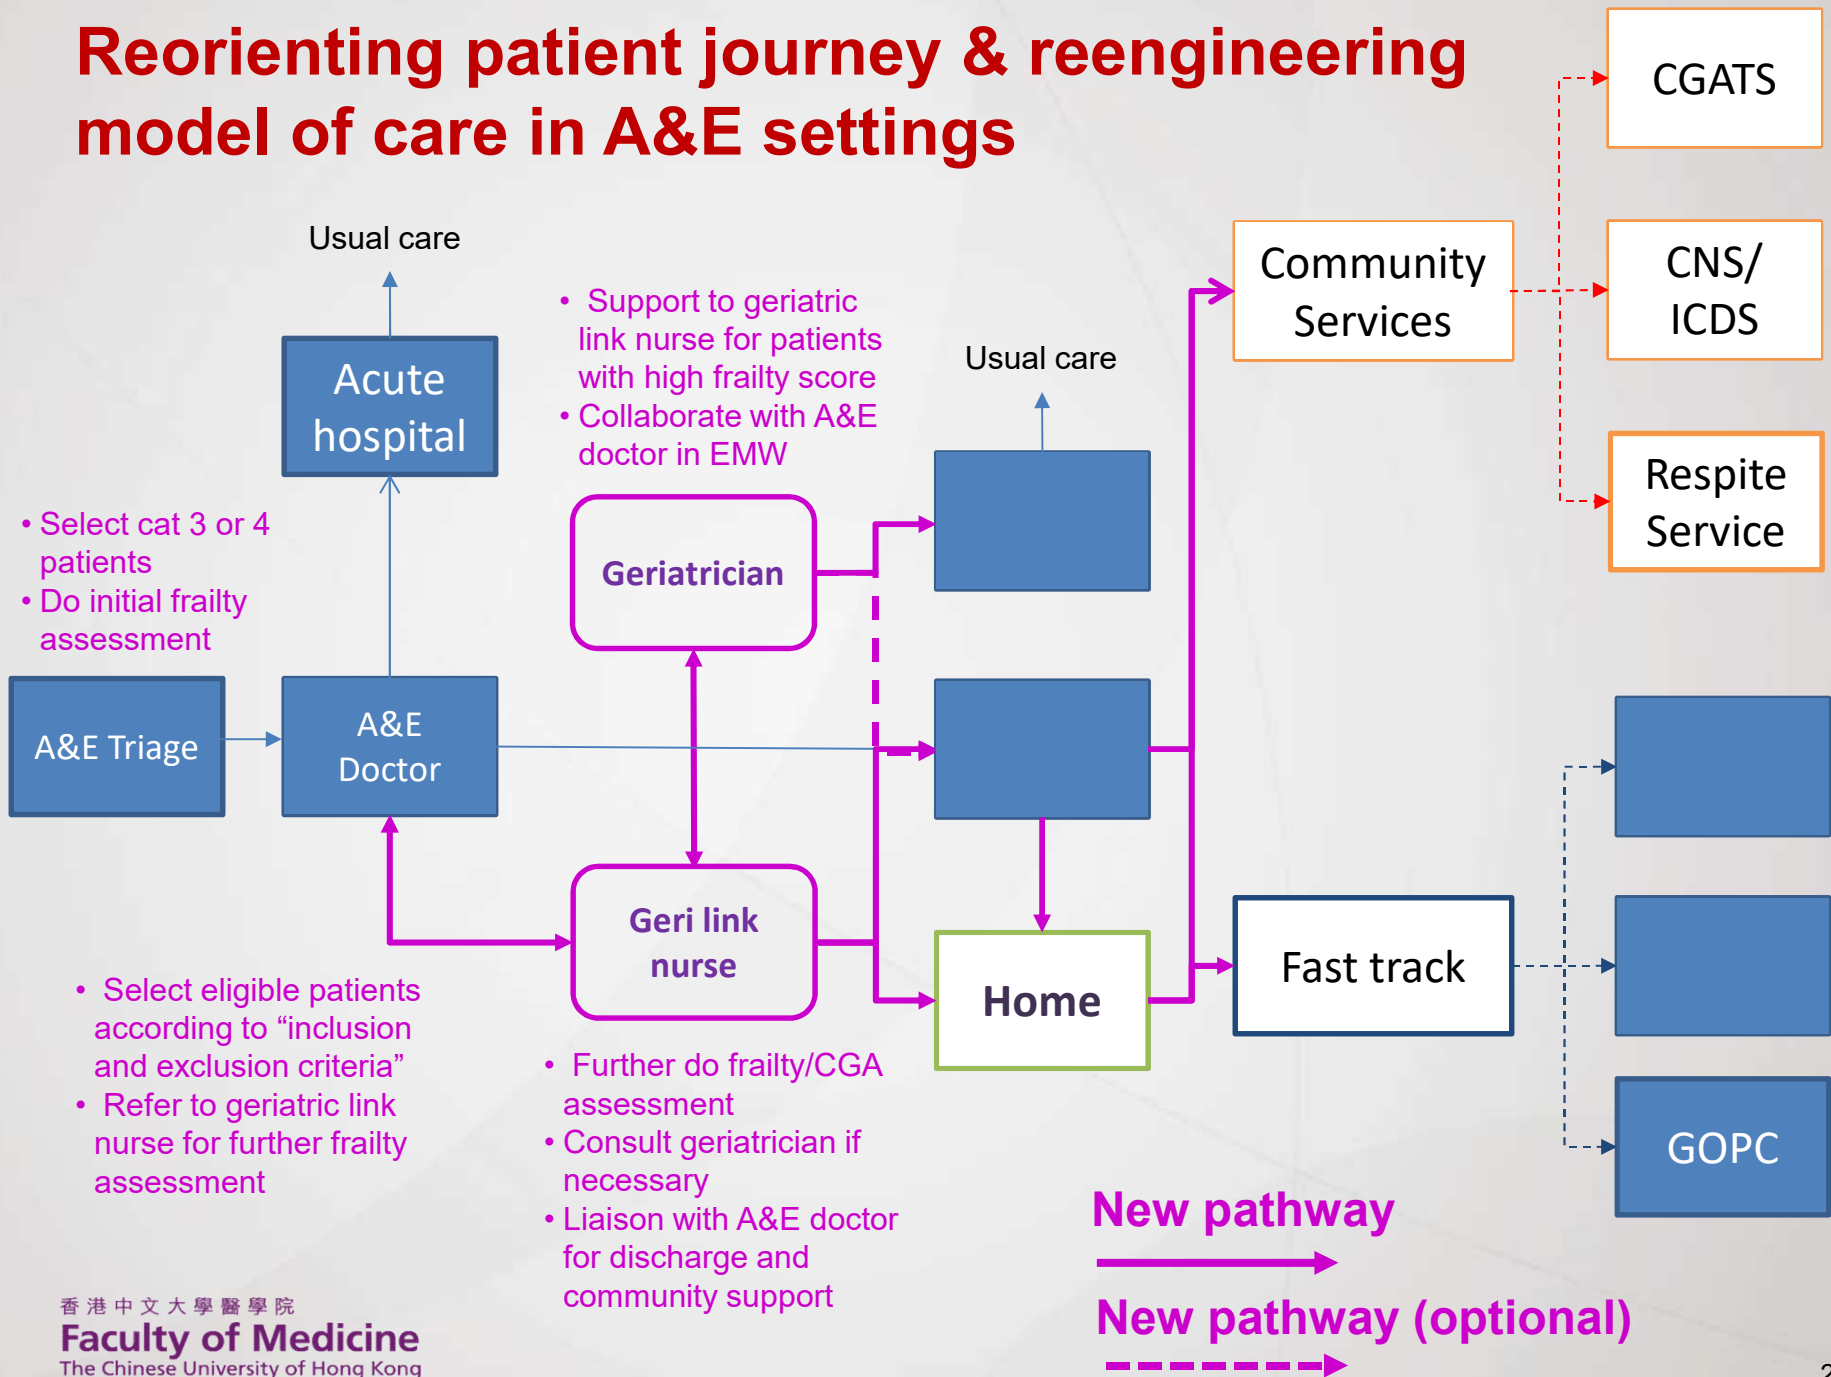 Reorienting patient journey & reengineering
model of care in A&E settings
CGATS
Usual care
Community
Services
CNS/
ICDS
• Support to geriatric
link nurse for patients
with high frailty score
• Collaborate with A&E
doctor in EMW
Usual care
Acute
hospital
Respite
Service
• Select cat 3 or 4
patients
• Do initial frailty
assessment
Geriatrician
A&E Triage
A&E
Doctor
Geri link
nurse
Home
Fast track
• Select eligible patients
according to “inclusion
and exclusion criteria”
• Refer to geriatric link
nurse for further frailty
assessment
• Further do frailty/CGA
assessment
• Consult geriatrician if
necessary
• Liaison with A&E doctor
for discharge and
community support
GOPC
New pathway
New pathway (optional)
香港中文大學醫學院
Faculty of Medicine
The Chinese University of Hong Kong